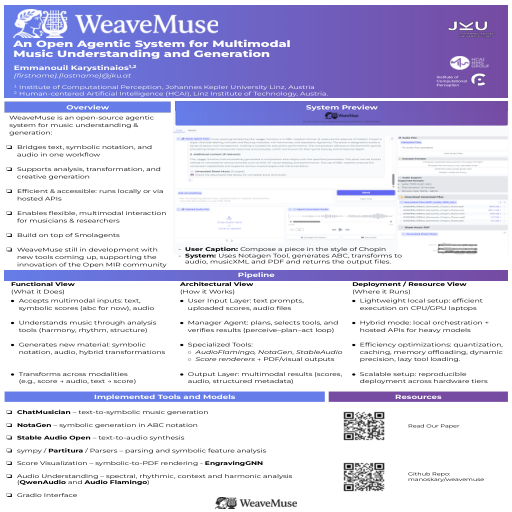 WeaveMuse
An Open Agentic System for Multimodal
Music Understanding and Generation
Emmanouil Karystinaios¹,²
{firstname}.{lastname}@jku.at
¹ Institute of Computational Perception, Johannes Kepler University Linz, Austria
² Human-centered Artificial Intelligence (HCAI), Linz Institute of Technology, Austria.
JKU
Institute of
Computational
Perception
Overview
WeaveMuse is an open-source agentic
system for music understanding &
generation:
❑ Bridges text, symbolic notation, and
audio in one workflow
❑ Supports analysis, transformation, and
creative generation
❑ Efficient & accessible: runs locally or via
hosted APIs
❑ Enables flexible, multimodal interaction
for musicians & researchers
❑ Build on top of Smolagents
❑ WeaveMuse still in development with
new tools coming up, supporting the
innovation of the Open MIR community
System Preview
User Caption: Compose a piece in the style of Chopin
System: Uses Notagen Tool, generates ABC, transforms to
audio, musicXML, and PDF and returns the output files.
Pipeline
Functional View
(What it Does)
● Accepts multimodal inputs: text,
symbolic scores (abc for now), audio
● Understands music through analysis
tools (harmony, rhythm, structure)
● Generates new material: symbolic
notation, audio, hybrid transformations
● Transfers across modalities
(e.g., score → audio, text → score)
Architectural View
(How it Works)
● User Input Layer: text prompts,
uploaded scores, audio files
● Manager Agent: plans, selects tools, and
verifies results (perceive–plan–act loop)
● Specialized Tools:
○ AudioFlamingo, NotaGen, StableAudio
○ Score renderers → PDF/visual outputs
● Output Layer: multimodal results (scores,
audio, structured metadata)
Deployment / Resource View
(Where it Runs)
● Lightweight local setup: efficient
execution on CPU/GPU laptops
● Hybrid mode: local orchestration +
hosted APIs for heavy models
● Efficiency optimizations: quantization,
caching, memory offloading, dynamic
precision, lazy tool loading.
● Scalable setup: reproducible
deployment across hardware tiers
Implemented Tools and Models
❑ ChatMusician – text-to-symbolic music generation
❑ NotaGen – symbolic generation in ABC notation
❑ Stable Audio Open – text-to-audio synthesis
❑ sympy / Partitura / Parsers – parsing and symbolic feature analysis
❑ Score Visualization – symbolic-to-PDF rendering - EngravingGNN
❑ Audio Understanding – spectral, rhythmic, context and harmonic analysis
(QwenAudio and Audio Flamingo)
❑ Gradio Interface
Resources
Read Our Paper
Github Repo:
manoskary/weavemuse
WeaveMuse